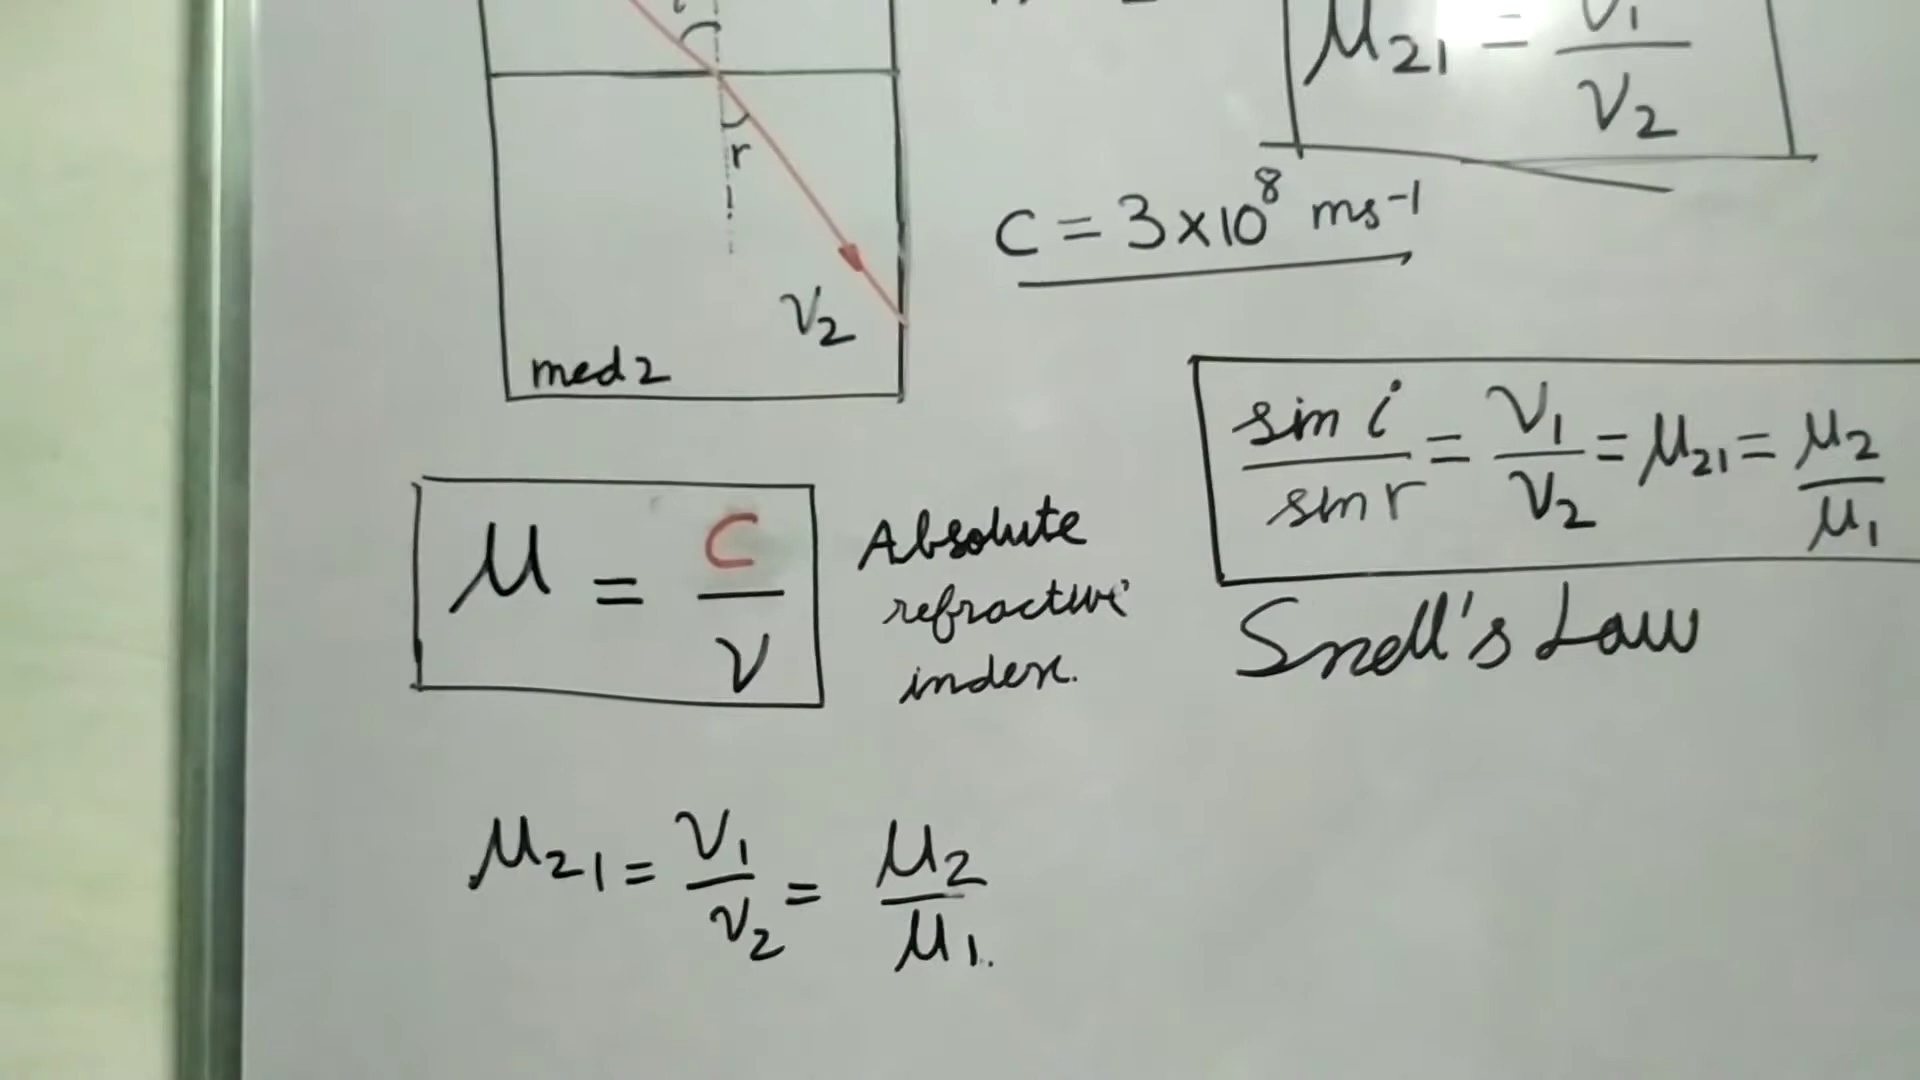 i
μ₂₁ = V₁/V₂
r
C = 3×10⁸ ms⁻¹
V₂
med 2
sin i/sin r = V₁/V₂ = μ₂₁ = μ₂/μ₁
μ = C/V
Absolute
refractive
index.
Snell's Law
μ₂₁ = V₁/V₂ = μ₂/μ₁.